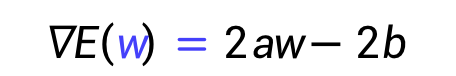 ∇E(w) = 2aw− 2b